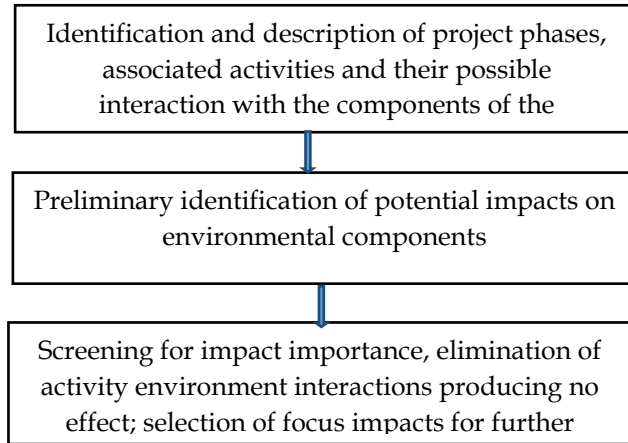 Identification and description of project phases,
associated activities and their possible
interaction with the components of the
Preliminary identification of potential impacts on
environmental components
Screening for impact importance, elimination of
activity environment interactions producing no
effect; selection of focus impacts for further